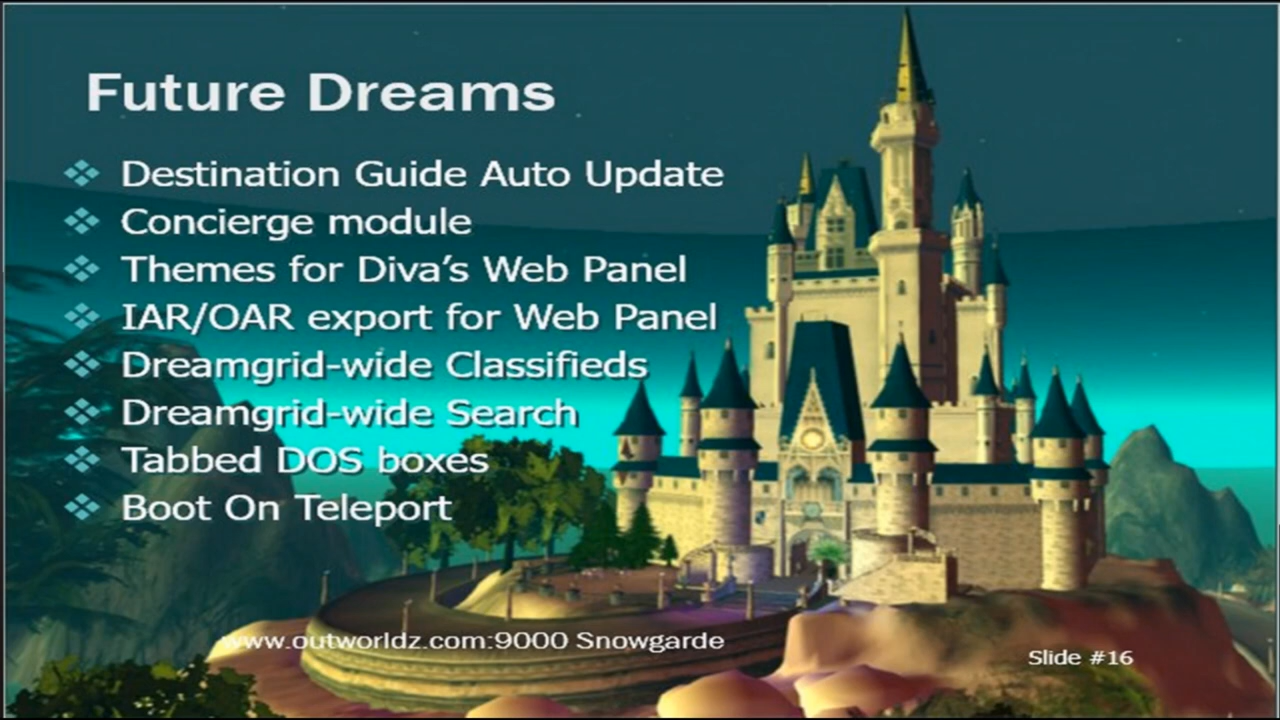 Future Dreams
Destination Guide Auto Update
Concierge module
Themes for Diva's Web Panel
IAR/OAR export for Web Panel
Dreamgrid-wide Classifieds
Dreamgrid-wide Search
Tabbed DOS boxes
Boot On Teleport
www.outworldz.com:9000 Snowgarde
Slide #16